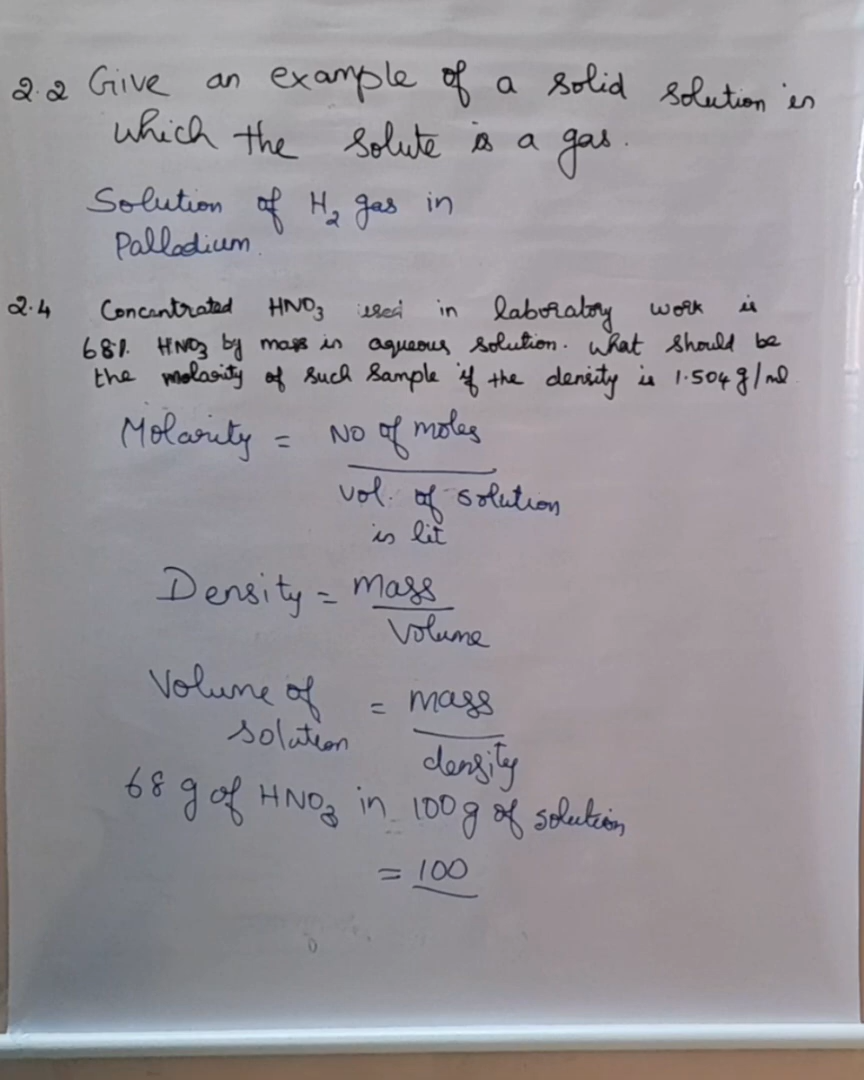 2.2 Give an example of a solid solution in
which the solute is a gas.
Solution of H₂ gas in
Palladium.
2.4 Concentrated HNO₃ used in laboratory work is
68% HNO₃ by mass in aqueous solution. What should be
the molarity of such sample if the density is 1.504 g/ml
Molarity = No of moles
vol. of solution
in lit
Density = mass
Volume
Volume of
solution = mass
density
68 g of HNO₃ in 100 g of solution
= 100